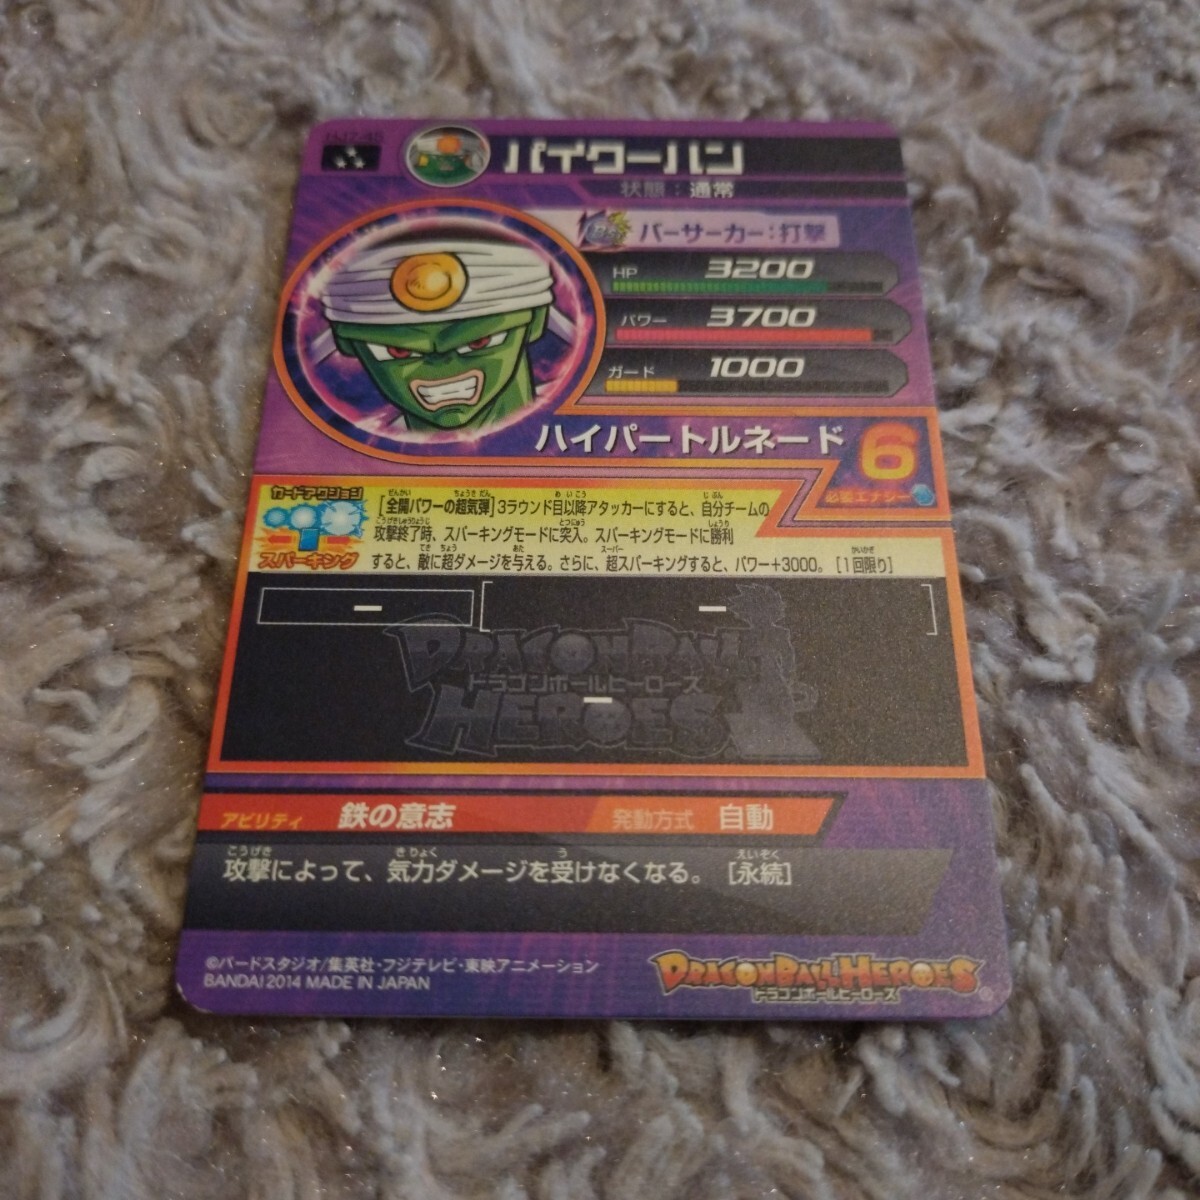 HJ7-48
パイクーハン
状態：通常
バーサーカー：打撃
HP 3200
パワー 3700
ガード 1000
ハイパートルネード 6
必要エナジー
カードアクション
スパーキング
[全開パワーの超気弾]3ラウンド目以降アタッカーにすると、自分チームの
攻撃終了時、スパーキングモードに突入。スパーキングモードに勝利
すると、敵に超ダメージを与える。さらに、超スパーキングすると、パワー+3000。[1回限り]
ー
ー
DRAGON BALL
ドラゴンボールヒーローズ
HEROES
ー
アビリティ 鉄の意志 発動方式 自動
攻撃によって、気力ダメージを受けなくなる。[永続]
©バードスタジオ/集英社・フジテレビ・東映アニメーション
BANDAI 2014 MADE IN JAPAN
DRAGON BALL HEROES
ドラゴンボールヒーローズ